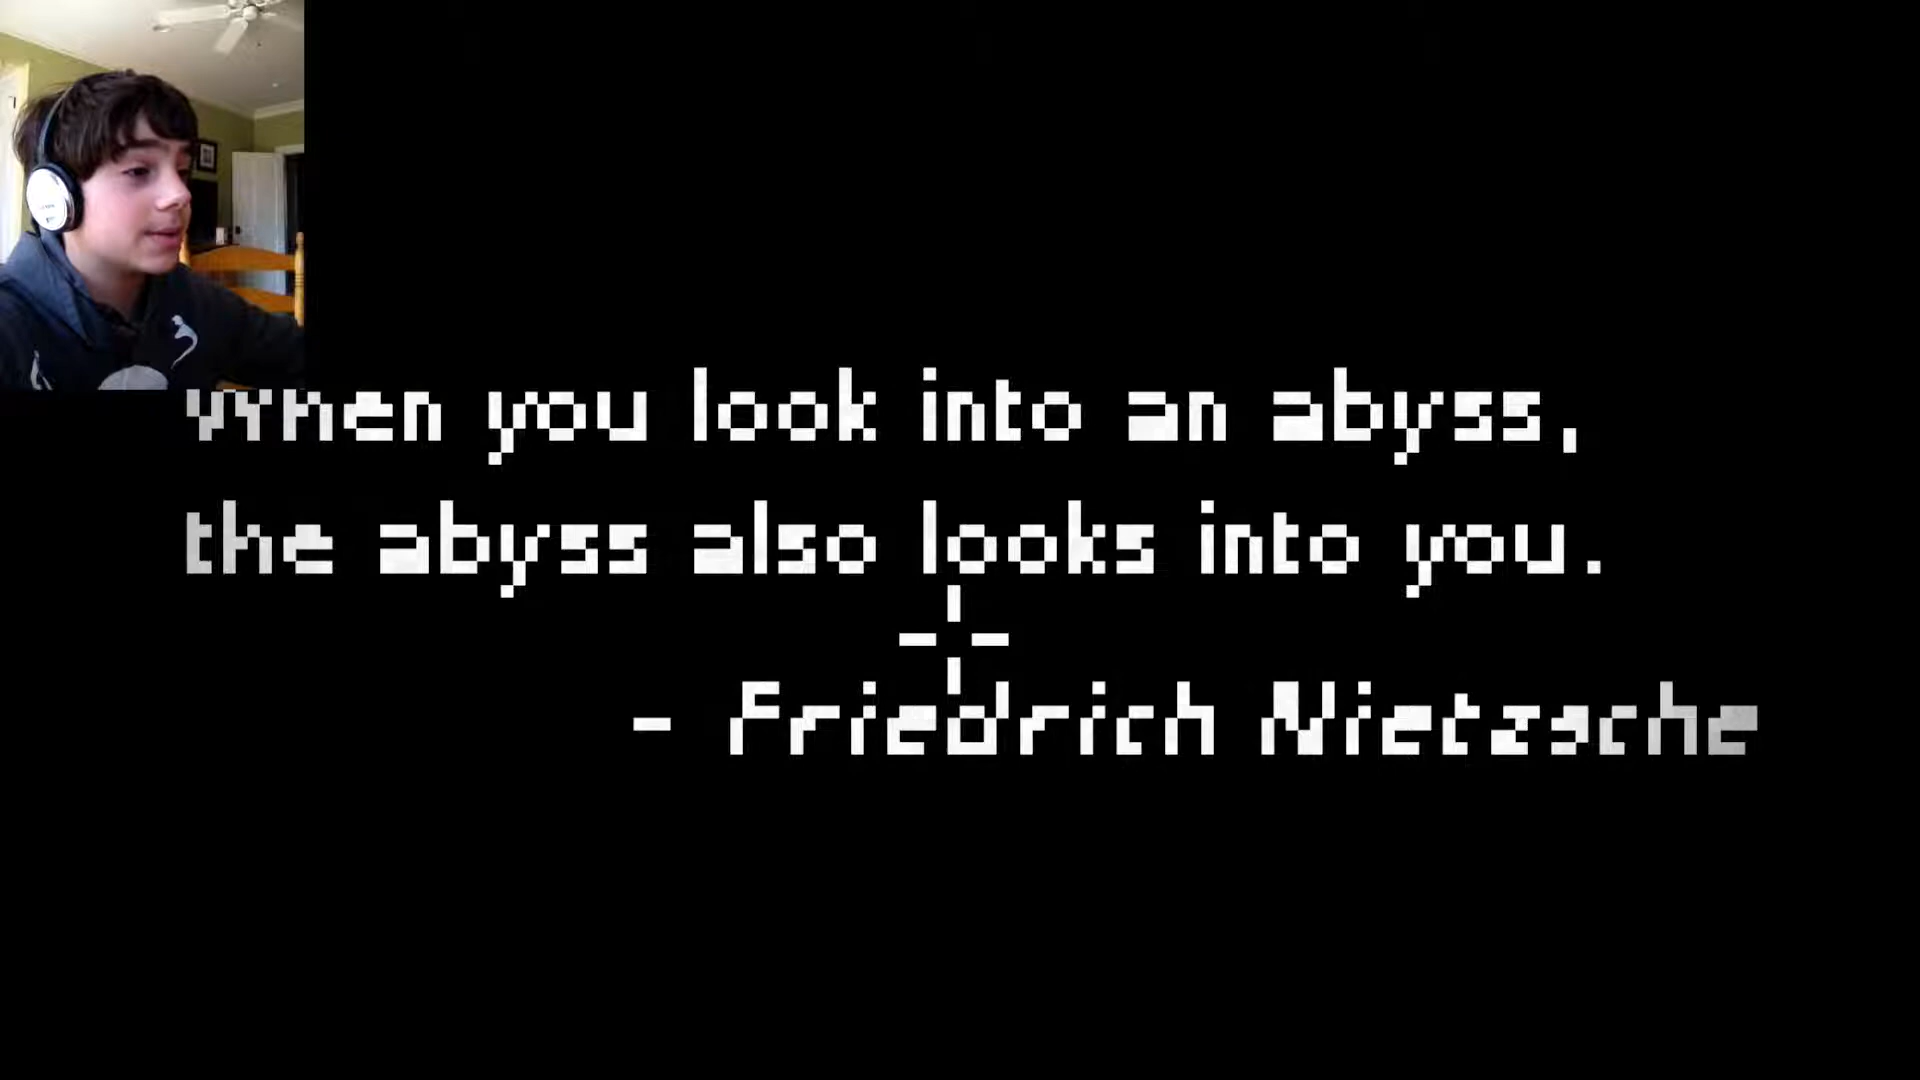 When you look into an abyss,
the abyss also looks into you.
- Friedrich Nietzsche